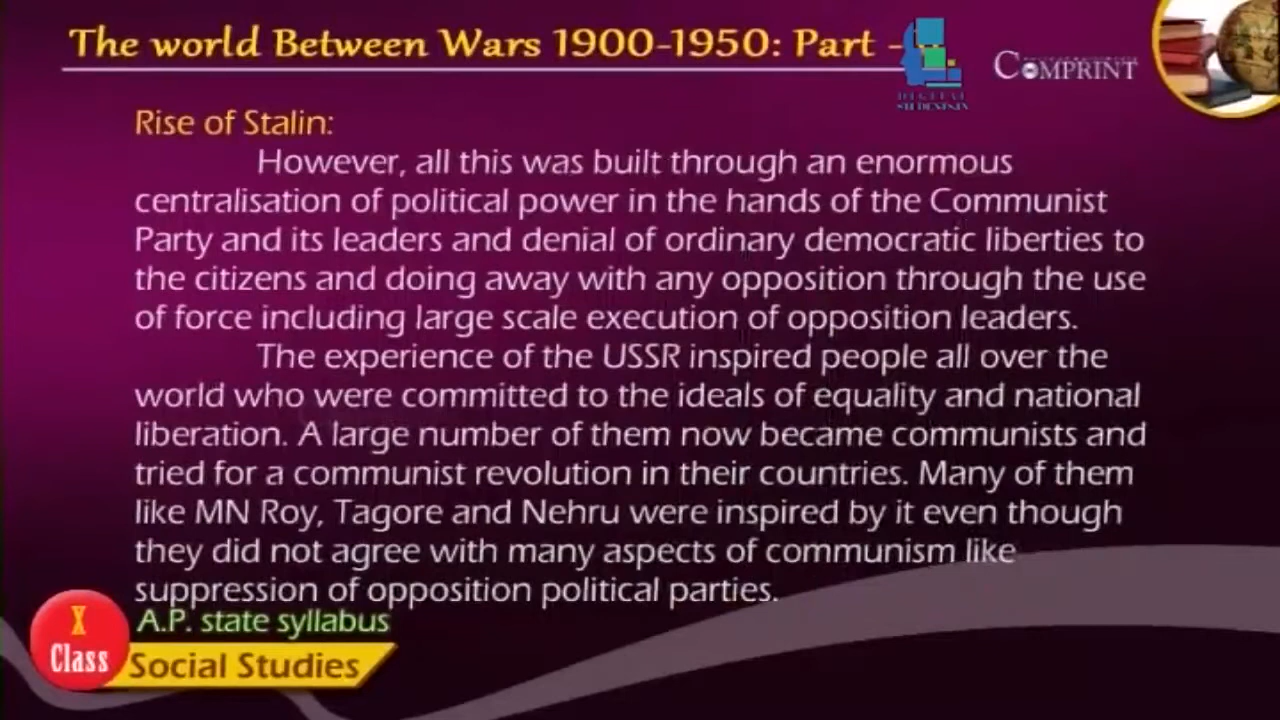 The world Between Wars 1900-1950: Part -
COMPRINT
Rise of Stalin:
However, all this was built through an enormous
centralisation of political power in the hands of the Communist
Party and its leaders and denial of ordinary democratic liberties to
the citizens and doing away with any opposition through the use
of force including large scale execution of opposition leaders.
The experience of the USSR inspired people all over the
world who were committed to the ideals of equality and national
liberation. A large number of them now became communists and
tried for a communist revolution in their countries. Many of them
like MN Roy, Tagore and Nehru were inspired by it even though
they did not agree with many aspects of communism like
suppression of opposition political parties.
X
Class
A.P. state syllabus
Social Studies